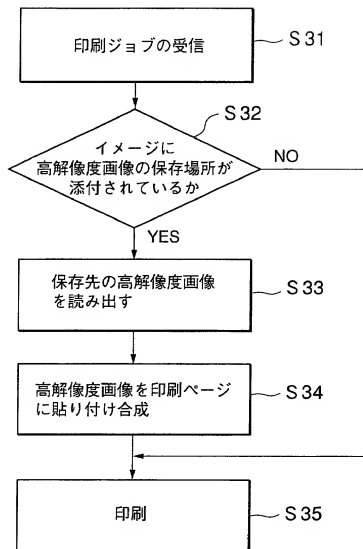 印刷ジョブの受信
S31
S32
イメージに
高解像度画像の保存場所が
添付されているか
NO
YES
保存先の高解像度画像
を読み出す
S33
高解像度画像を印刷ページ
に貼り付け合成
S34
印刷
S35